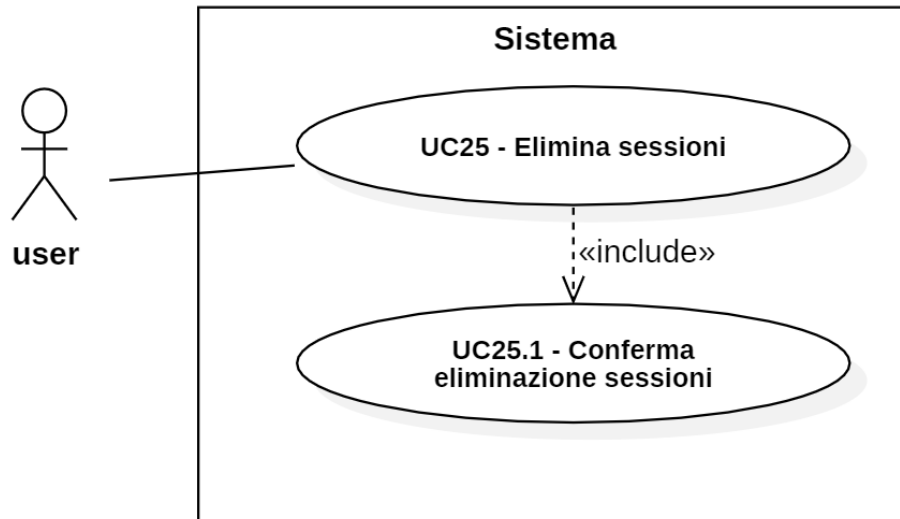 Sistema
UC25 - Elimina sessioni
user
«include»
UC25.1 - Conferma
eliminazione sessioni